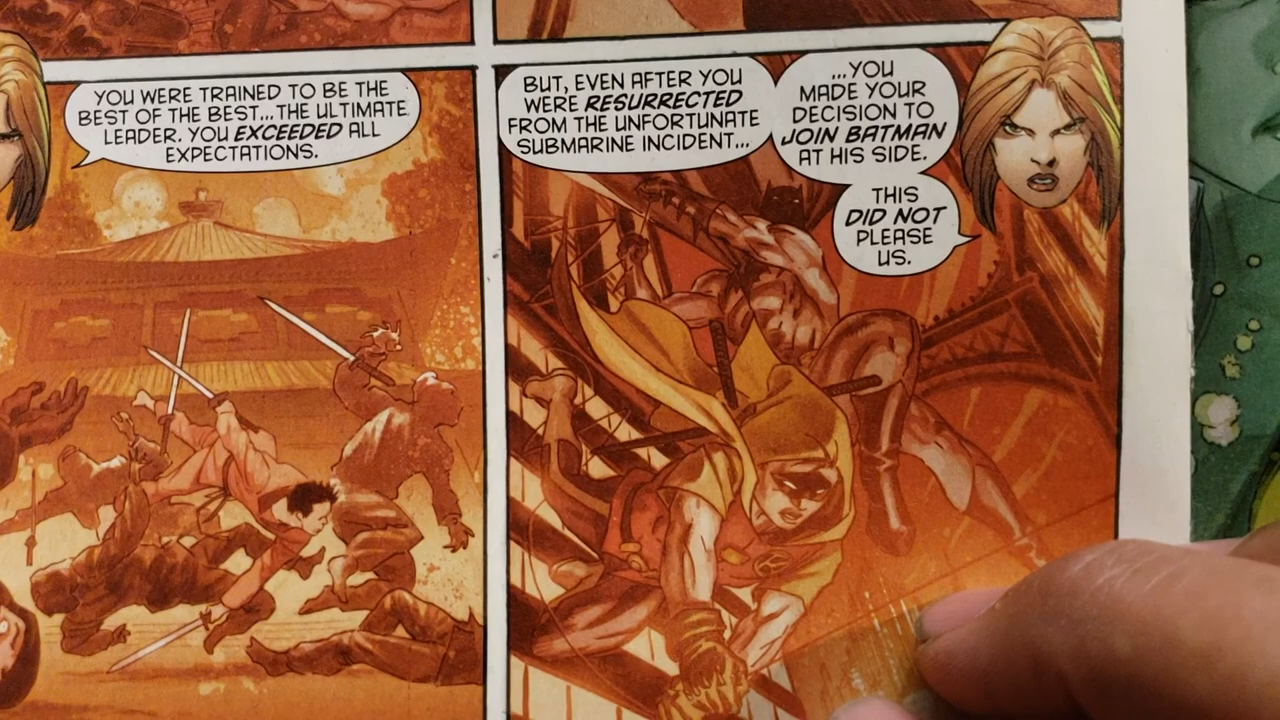 YOU WERE TRAINED TO BE THE
BEST OF THE BEST...THE ULTIMATE
LEADER. YOU EXCEEDED ALL
EXPECTATIONS.
BUT, EVEN AFTER YOU
WERE RESURRECTED
FROM THE UNFORTUNATE
SUBMARINE INCIDENT...
...YOU
MADE YOUR
DECISION TO
JOIN BATMAN
AT HIS SIDE.
THIS
DID NOT
PLEASE
US.